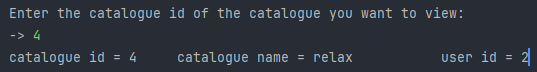 Enter the catalogue id of the catalogue you want to view:
-> 4
catalogue id = 4     catalogue name = relax           user id = 2